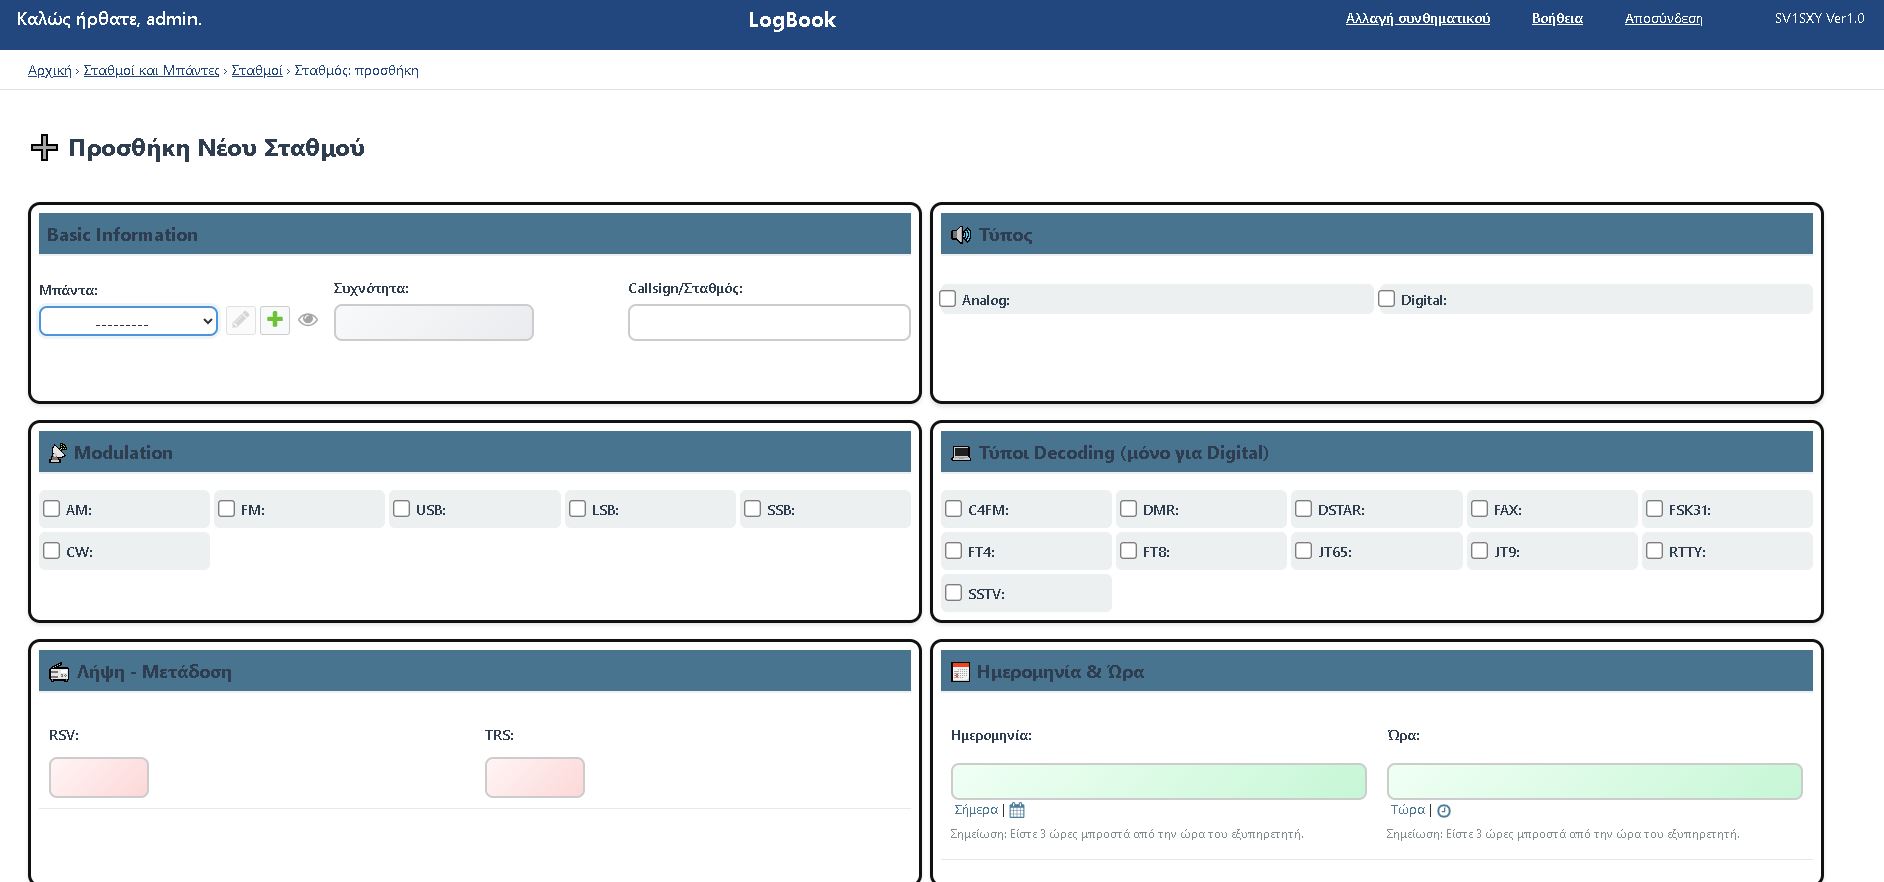 Καλώς ήρθατε, admin.
LogBook
Αλλαγή συνθηματικού Βοήθεια Αποσύνδεση SV1SXY Ver1.0
Αρχική › Σταθμοί και Μπάντες › Σταθμοί › Σταθμός: προσθήκη
Προσθήκη Νέου Σταθμού
Basic Information
Μπάντα: Συχνότητα: Callsign/Σταθμός:
---------
Τύπος
Analog: Digital:
Modulation
AM: FM: USB: LSB: SSB:
CW:
Τύποι Decoding (μόνο για Digital)
C4FM: DMR: DSTAR: FAX: FSK31:
FT4: FT8: JT65: JT9: RTTY:
SSTV:
Λήψη - Μετάδοση
RSV: TRS:
Ημερομηνία & Ώρα
Ημερομηνία: Ώρα:
Σήμερα | Τώρα |
Σημείωση: Είστε 3 ώρες μπροστά από την ώρα του εξυπηρετητή. Σημείωση: Είστε 3 ώρες μπροστά από την ώρα του εξυπηρετητή.